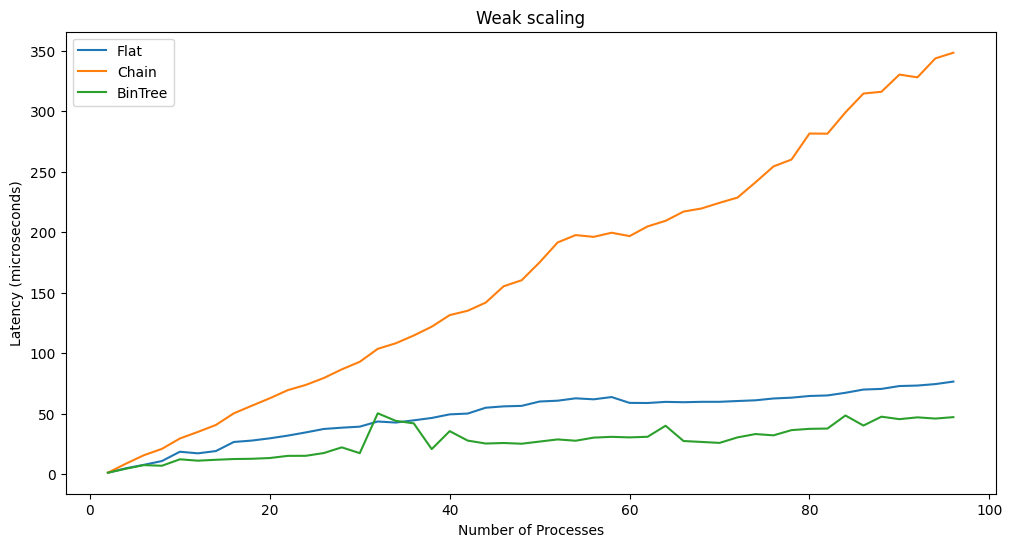 Weak scaling
Flat
Chain
BinTree
350
300
250
200
150
100
50
0
Latency (microseconds)
0 20 40 60 80 100
Number of Processes